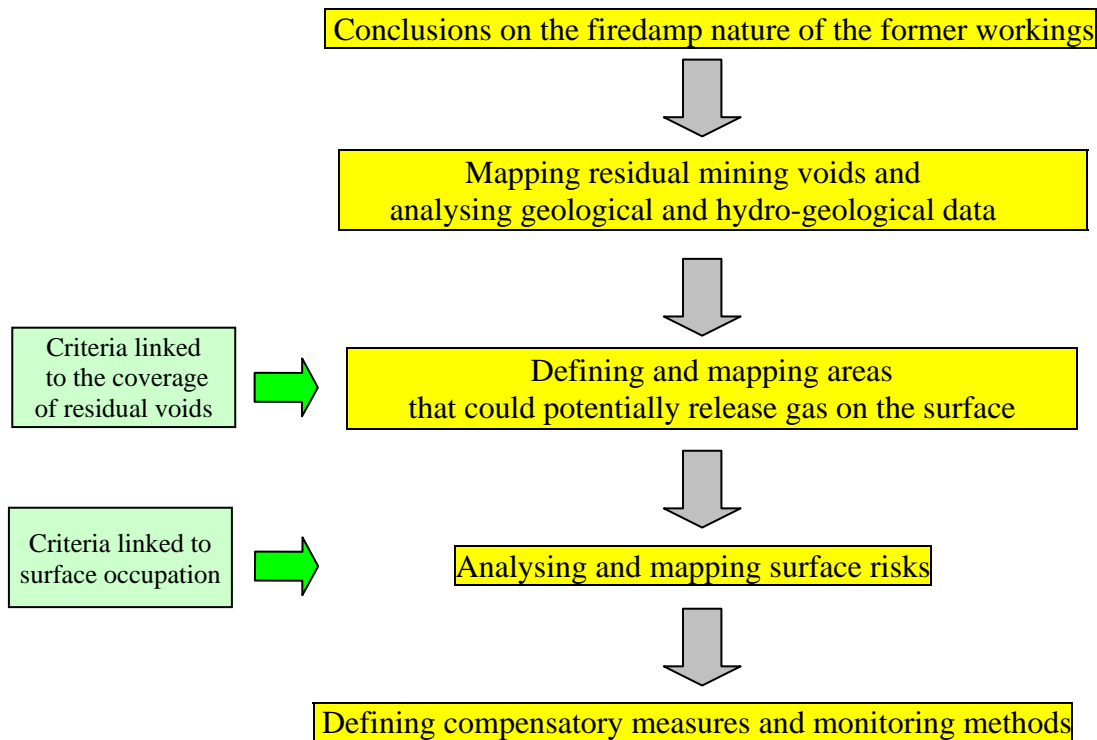 Conclusions on the firedamp nature of the former workings
Mapping residual mining voids and
analysing geological and hydro-geological data
Criteria linked
to the coverage
of residual voids
Defining and mapping areas
that could potentially release gas on the surface
Criteria linked to
surface occupation
Analysing and mapping surface risks
Defining compensatory measures and monitoring methods